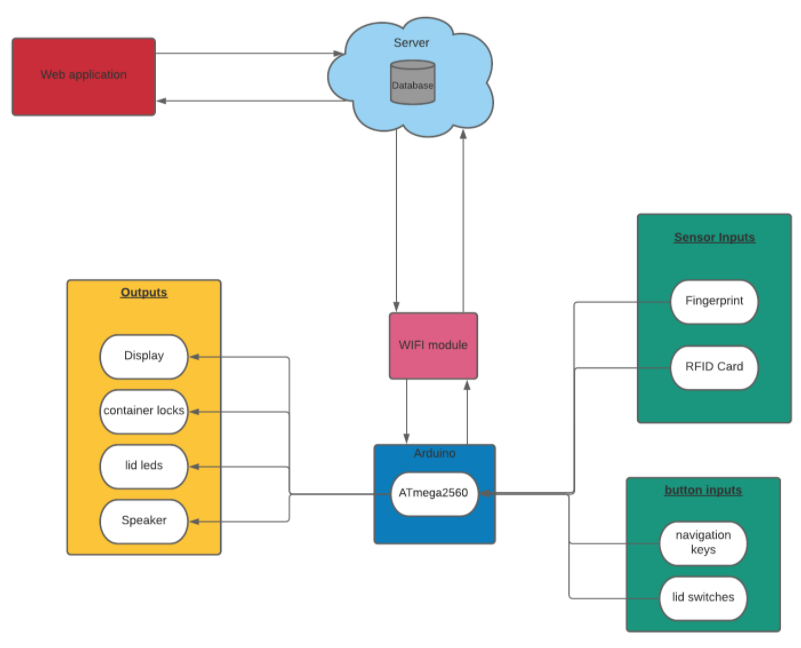 Server
Web application
Database
Sensor Inputs
Outputs
Fingerprint
WIFI module
Display
RFID Card
container locks
Arduino
lid leds
ATmega2560
button inputs
Speaker
navigation
keys
lid switches